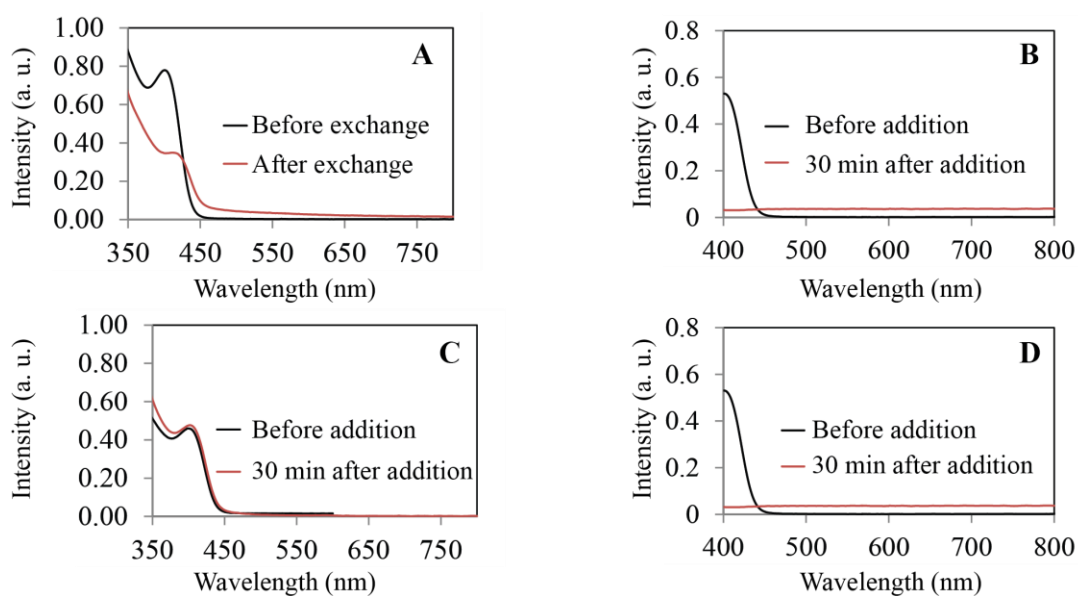 A
Intensity (a. u.)
1.00
0.80
0.60
0.40
0.20
0.00
Before exchange
After exchange
350 450 550 650 750
Wavelength (nm)
B
Intensity (a. u.)
0.8
0.6
0.4
0.2
0
Before addition
30 min after addition
400 500 600 700 800
Wavelength (nm)
C
Intensity (a. u.)
1.00
0.80
0.60
0.40
0.20
0.00
Before addition
30 min after addition
350 450 550 650 750
Wavelength (nm)
D
Intensity (a. u.)
0.8
0.6
0.4
0.2
0
Before addition
30 min after addition
400 500 600 700 800
Wavelength (nm)